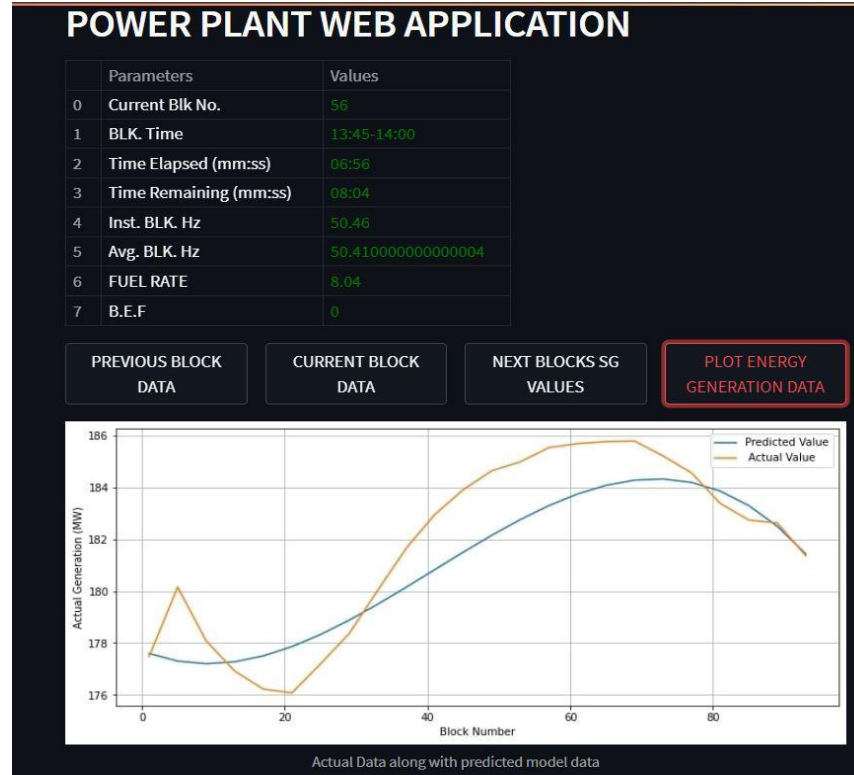 POWER PLANT WEB APPLICATION
Parameters Values
0 Current Blk No. 56
1 BLK. Time 13:45-14:00
2 Time Elapsed (mm:ss) 06:56
3 Time Remaining (mm:ss) 08:04
4 Inst. BLK. Hz 50.46
5 Avg. BLK. Hz 50.410000000000004
6 FUEL RATE 8.04
7 B.E.F 0
PREVIOUS BLOCK
DATA
CURRENT BLOCK
DATA
NEXT BLOCKS SG
VALUES
PLOT ENERGY
GENERATION DATA
Predicted Value
Actual Value
Actual Generation (MW)
186
184
182
180
178
176
0 20 40 60 80
Block Number
Actual Data along with predicted model data